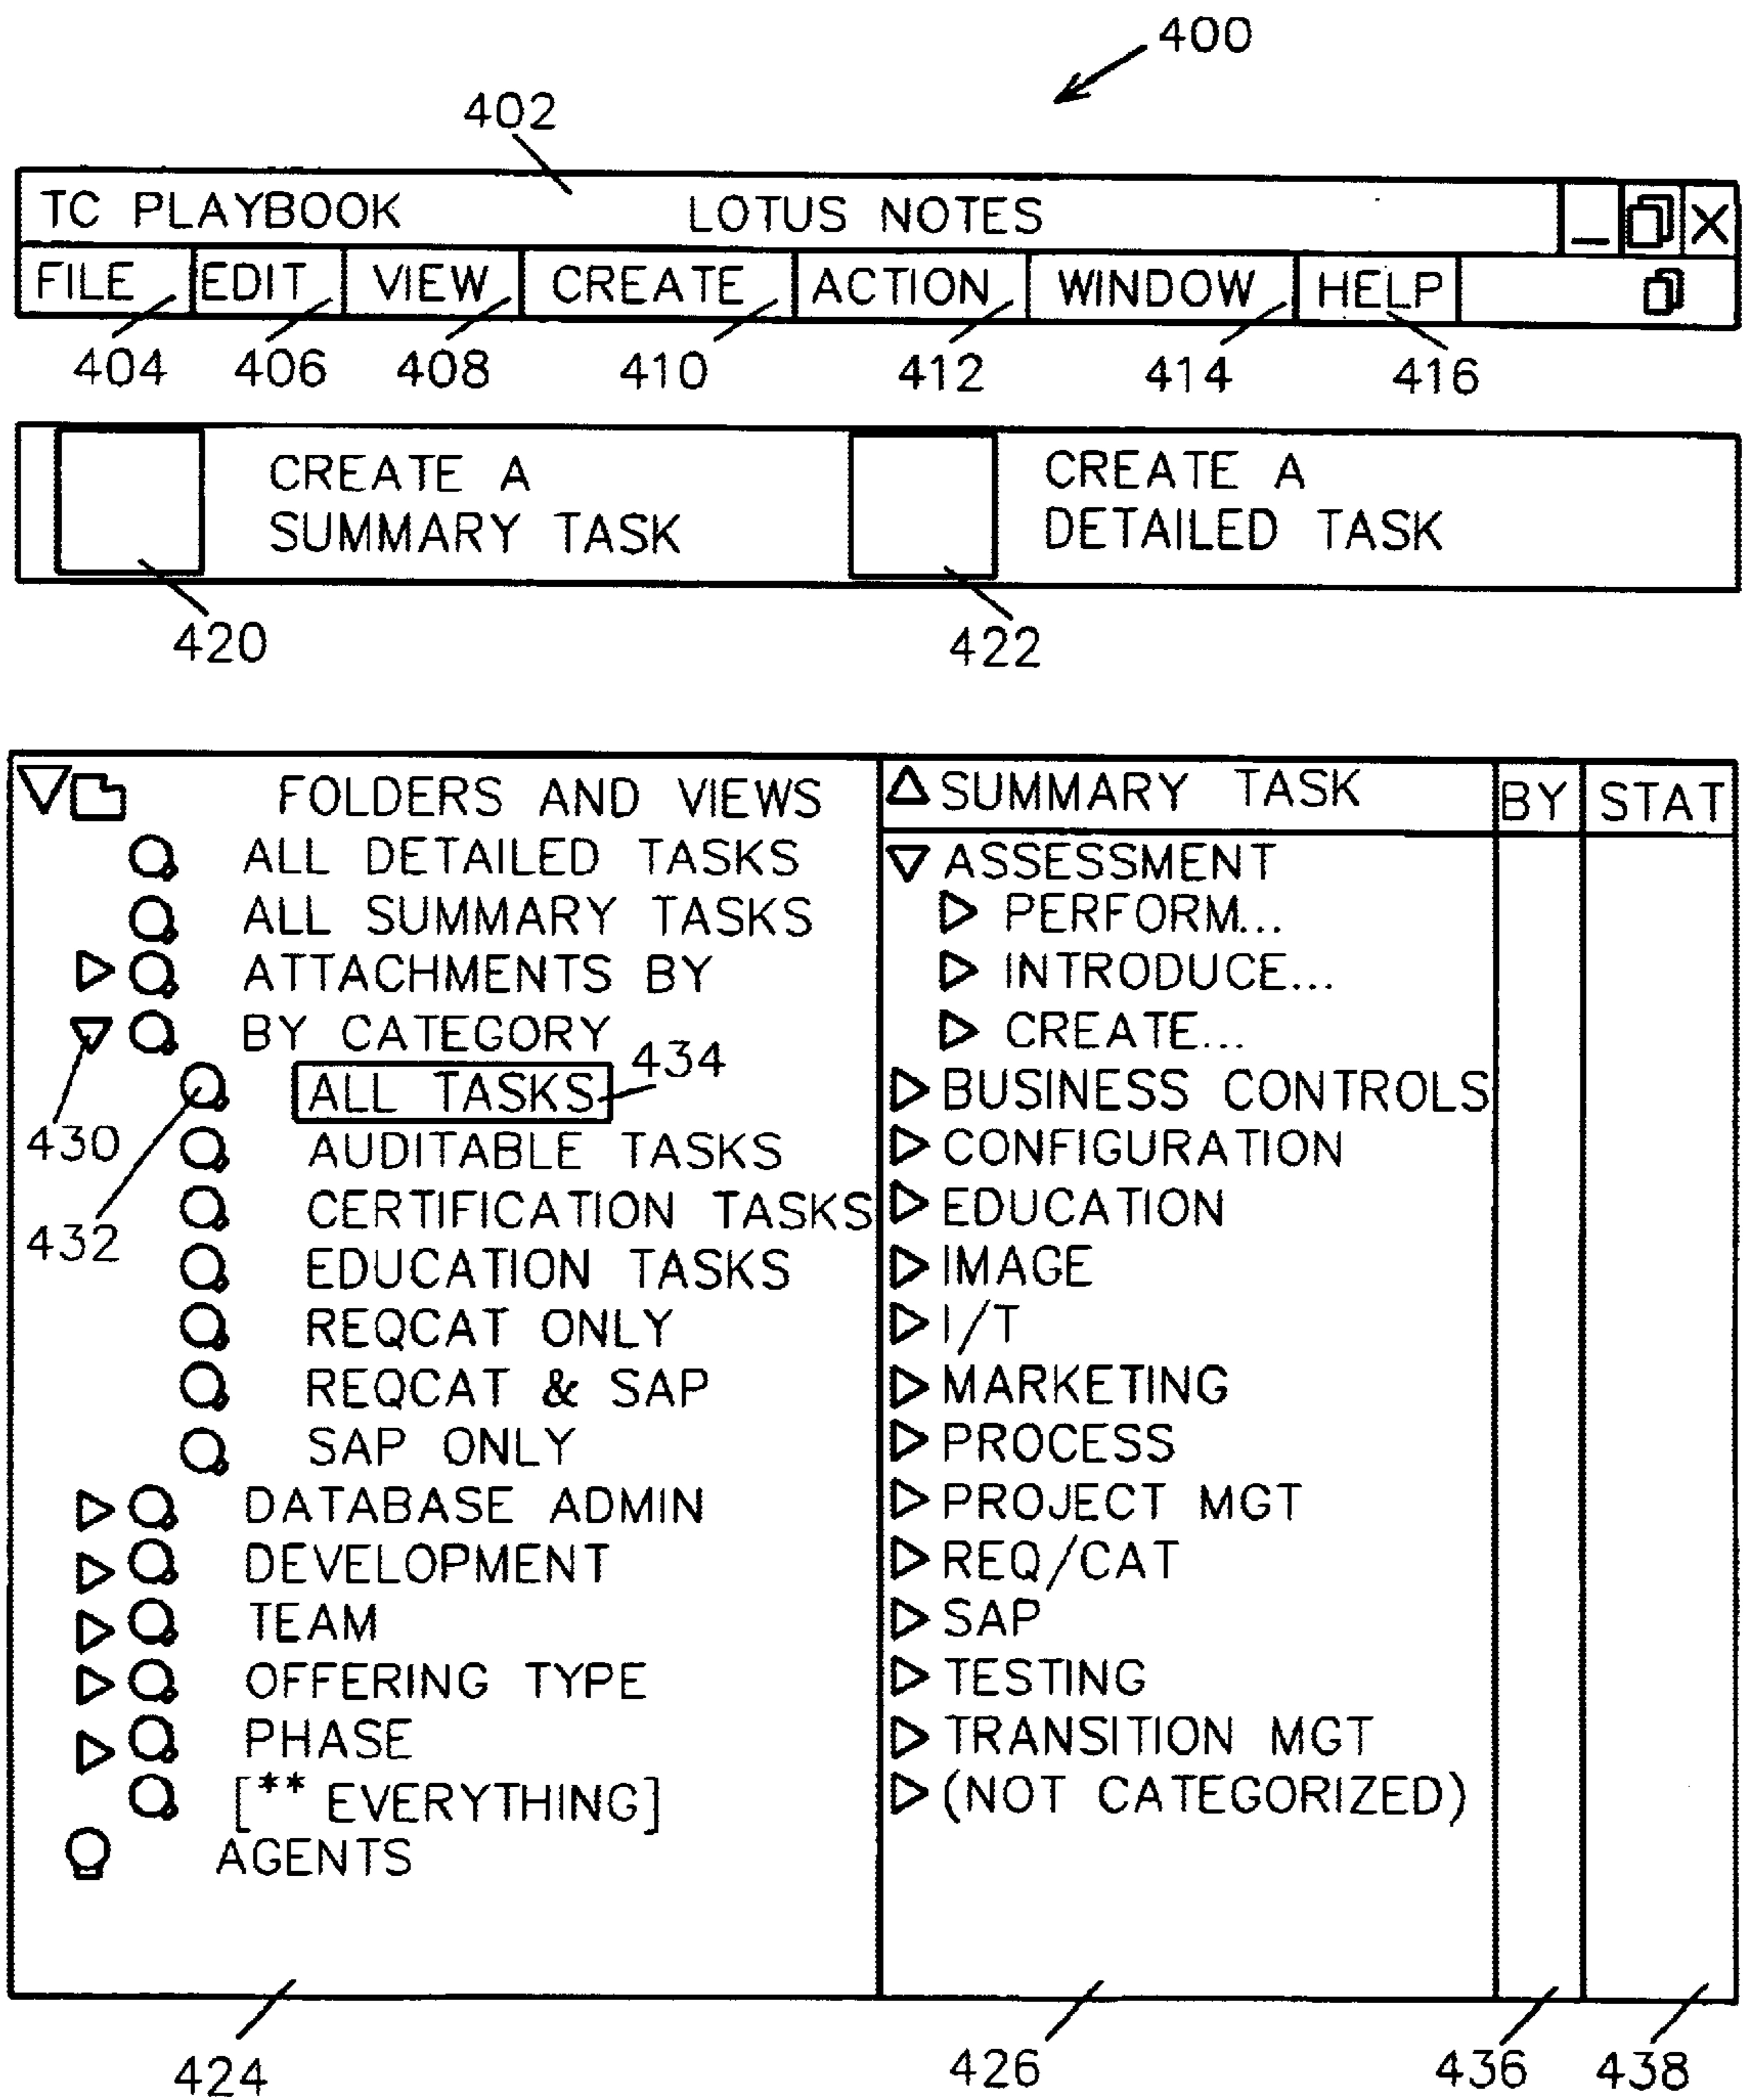 400
402
TC PLAYBOOK LOTUS NOTES
FILE EDIT VIEW CREATE ACTION WINDOW HELP
404 406 408 410 412 414 416
CREATE A
SUMMARY TASK
CREATE A
DETAILED TASK
420 422
FOLDERS AND VIEWS
ALL DETAILED TASKS
ALL SUMMARY TASKS
ATTACHMENTS BY
BY CATEGORY
434
ALL TASKS
430
AUDITABLE TASKS
CERTIFICATION TASKS
432
EDUCATION TASKS
REQCAT ONLY
REQCAT & SAP
SAP ONLY
DATABASE ADMIN
DEVELOPMENT
TEAM
OFFERING TYPE
PHASE
[** EVERYTHING]
AGENTS
SUMMARY TASK BY STAT
ASSESSMENT
PERFORM...
INTRODUCE...
CREATE...
BUSINESS CONTROLS
CONFIGURATION
EDUCATION
IMAGE
I/T
MARKETING
PROCESS
PROJECT MGT
REQ/CAT
SAP
TESTING
TRANSITION MGT
(NOT CATEGORIZED)
424 426 436 438